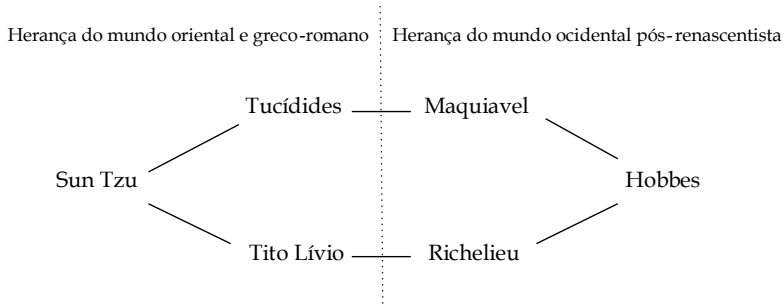 Herança do mundo oriental e greco-romano
Herança do mundo ocidental pós-renascentista
Tucídides
Maquiavel
Sun Tzu
Hobbes
Tito Lívio
Richelieu